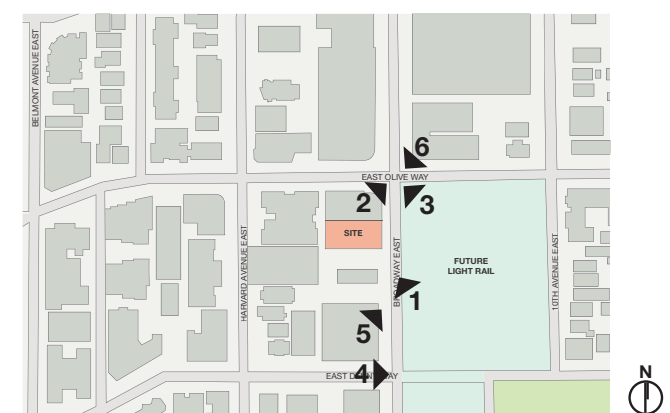 BELMONT AVENUE EAST
6
EAST OLIVE WAY
2
3
SITE
HARVARD AVENUE EAST
BROADWAY EAST
10TH AVENUE EAST
FUTURE
LIGHT RAIL
1
5
EAST DENNY WAY
4
N